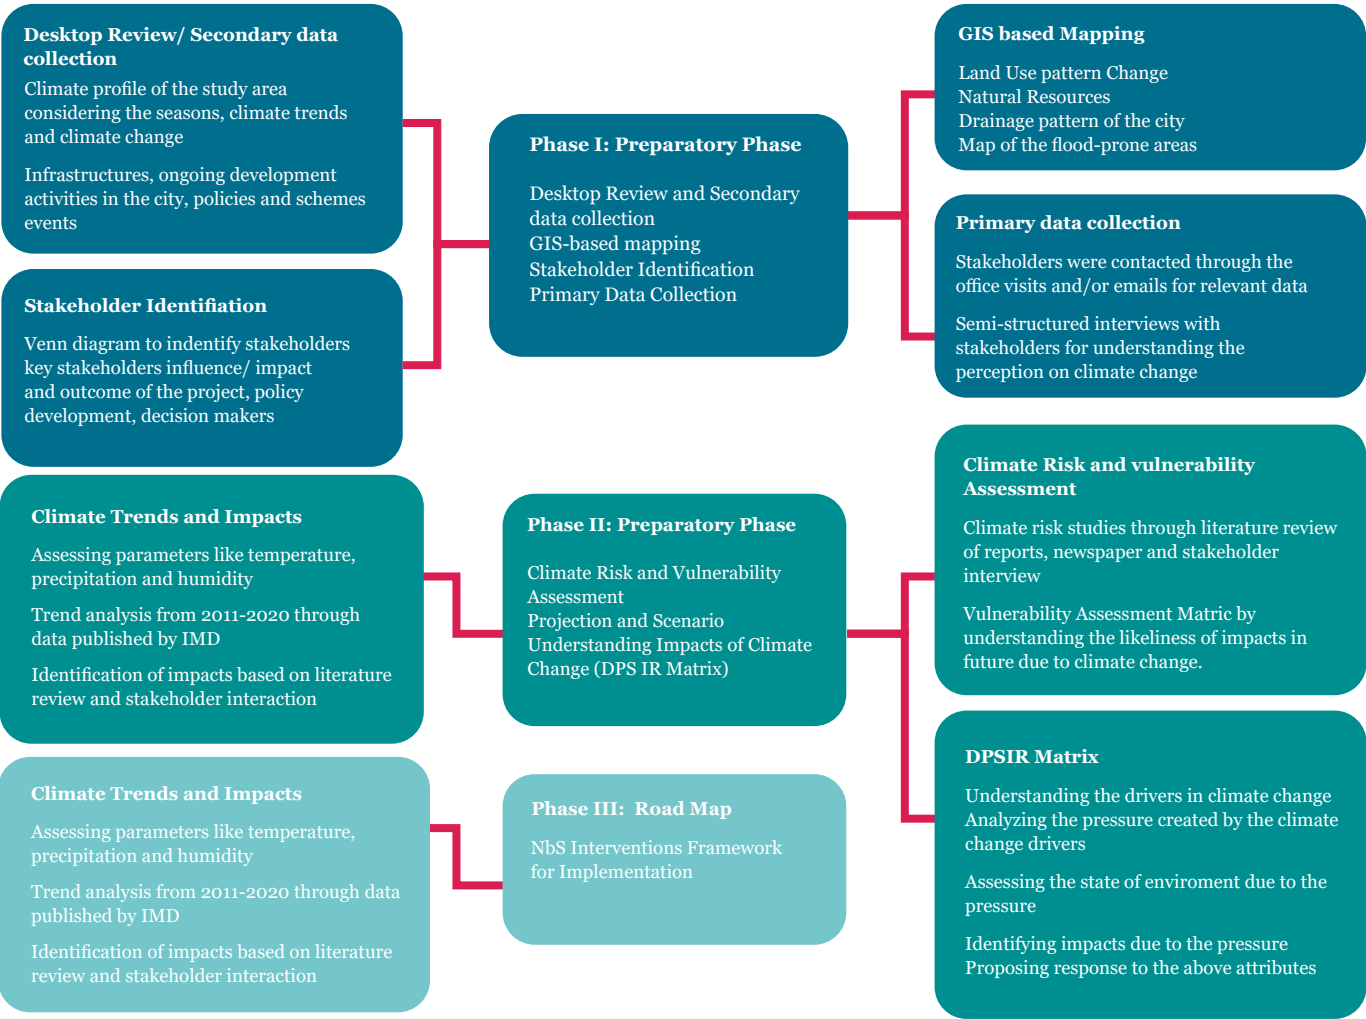 Desktop Review/ Secondary data
collection
Climate profile of the study area
considering the seasons, climate trends
and climate change
Infrastructures, ongoing development
activities in the city, policies and schemes
events
Stakeholder Identifiation
Venn diagram to indentify stakeholders
key stakeholders influence/ impact
and outcome of the project, policy
development, decision makers
Phase I: Preparatory Phase
Desktop Review and Secondary
data collection
GIS-based mapping
Stakeholder Identification
Primary Data Collection
GIS based Mapping
Land Use pattern Change
Natural Resources
Drainage pattern of the city
Map of the flood-prone areas
Primary data collection
Stakeholders were contacted through the
office visits and/or emails for relevant data
Semi-structured interviews with
stakeholders for understanding the
perception on climate change
Climate Trends and Impacts
Assessing parameters like temperature,
precipitation and humidity
Trend analysis from 2011-2020 through
data published by IMD
Identification of impacts based on literature
review and stakeholder interaction
Phase II: Preparatory Phase
Climate Risk and Vulnerability
Assessment
Projection and Scenario
Understanding Impacts of Climate
Change (DPS IR Matrix)
Climate Risk and vulnerability
Assessment
Climate risk studies through literature review
of reports, newspaper and stakeholder
interview
Vulnerability Assessment Matric by
understanding the likeliness of impacts in
future due to climate change.
DPSIR Matrix
Understanding the drivers in climate change
Analyzing the pressure created by the climate
change drivers
Assessing the state of enviroment due to the
pressure
Identifying impacts due to the pressure
Proposing response to the above attributes
Climate Trends and Impacts
Assessing parameters like temperature,
precipitation and humidity
Trend analysis from 2011-2020 through data
published by IMD
Identification of impacts based on literature
review and stakeholder interaction
Phase III: Road Map
NbS Interventions Framework
for Implementation